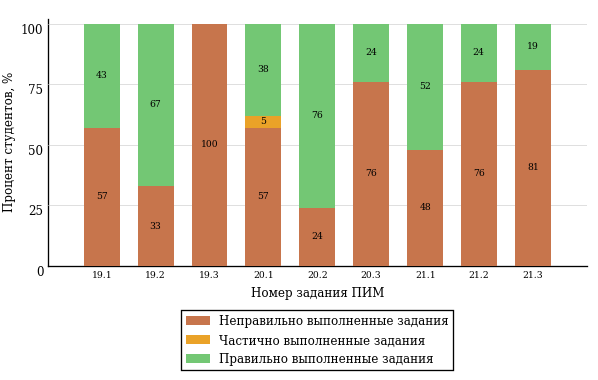 Процент студентов, %
100
75
50
25
0
43 67 38 76 24 52 24 19
5
57 33 100 57 24 76 48 76 81
19.1 19.2 19.3 20.1 20.2 20.3 21.1 21.2 21.3
Номер задания ПИМ
Неправильно выполненные задания
Частично выполненные задания
Правильно выполненные задания